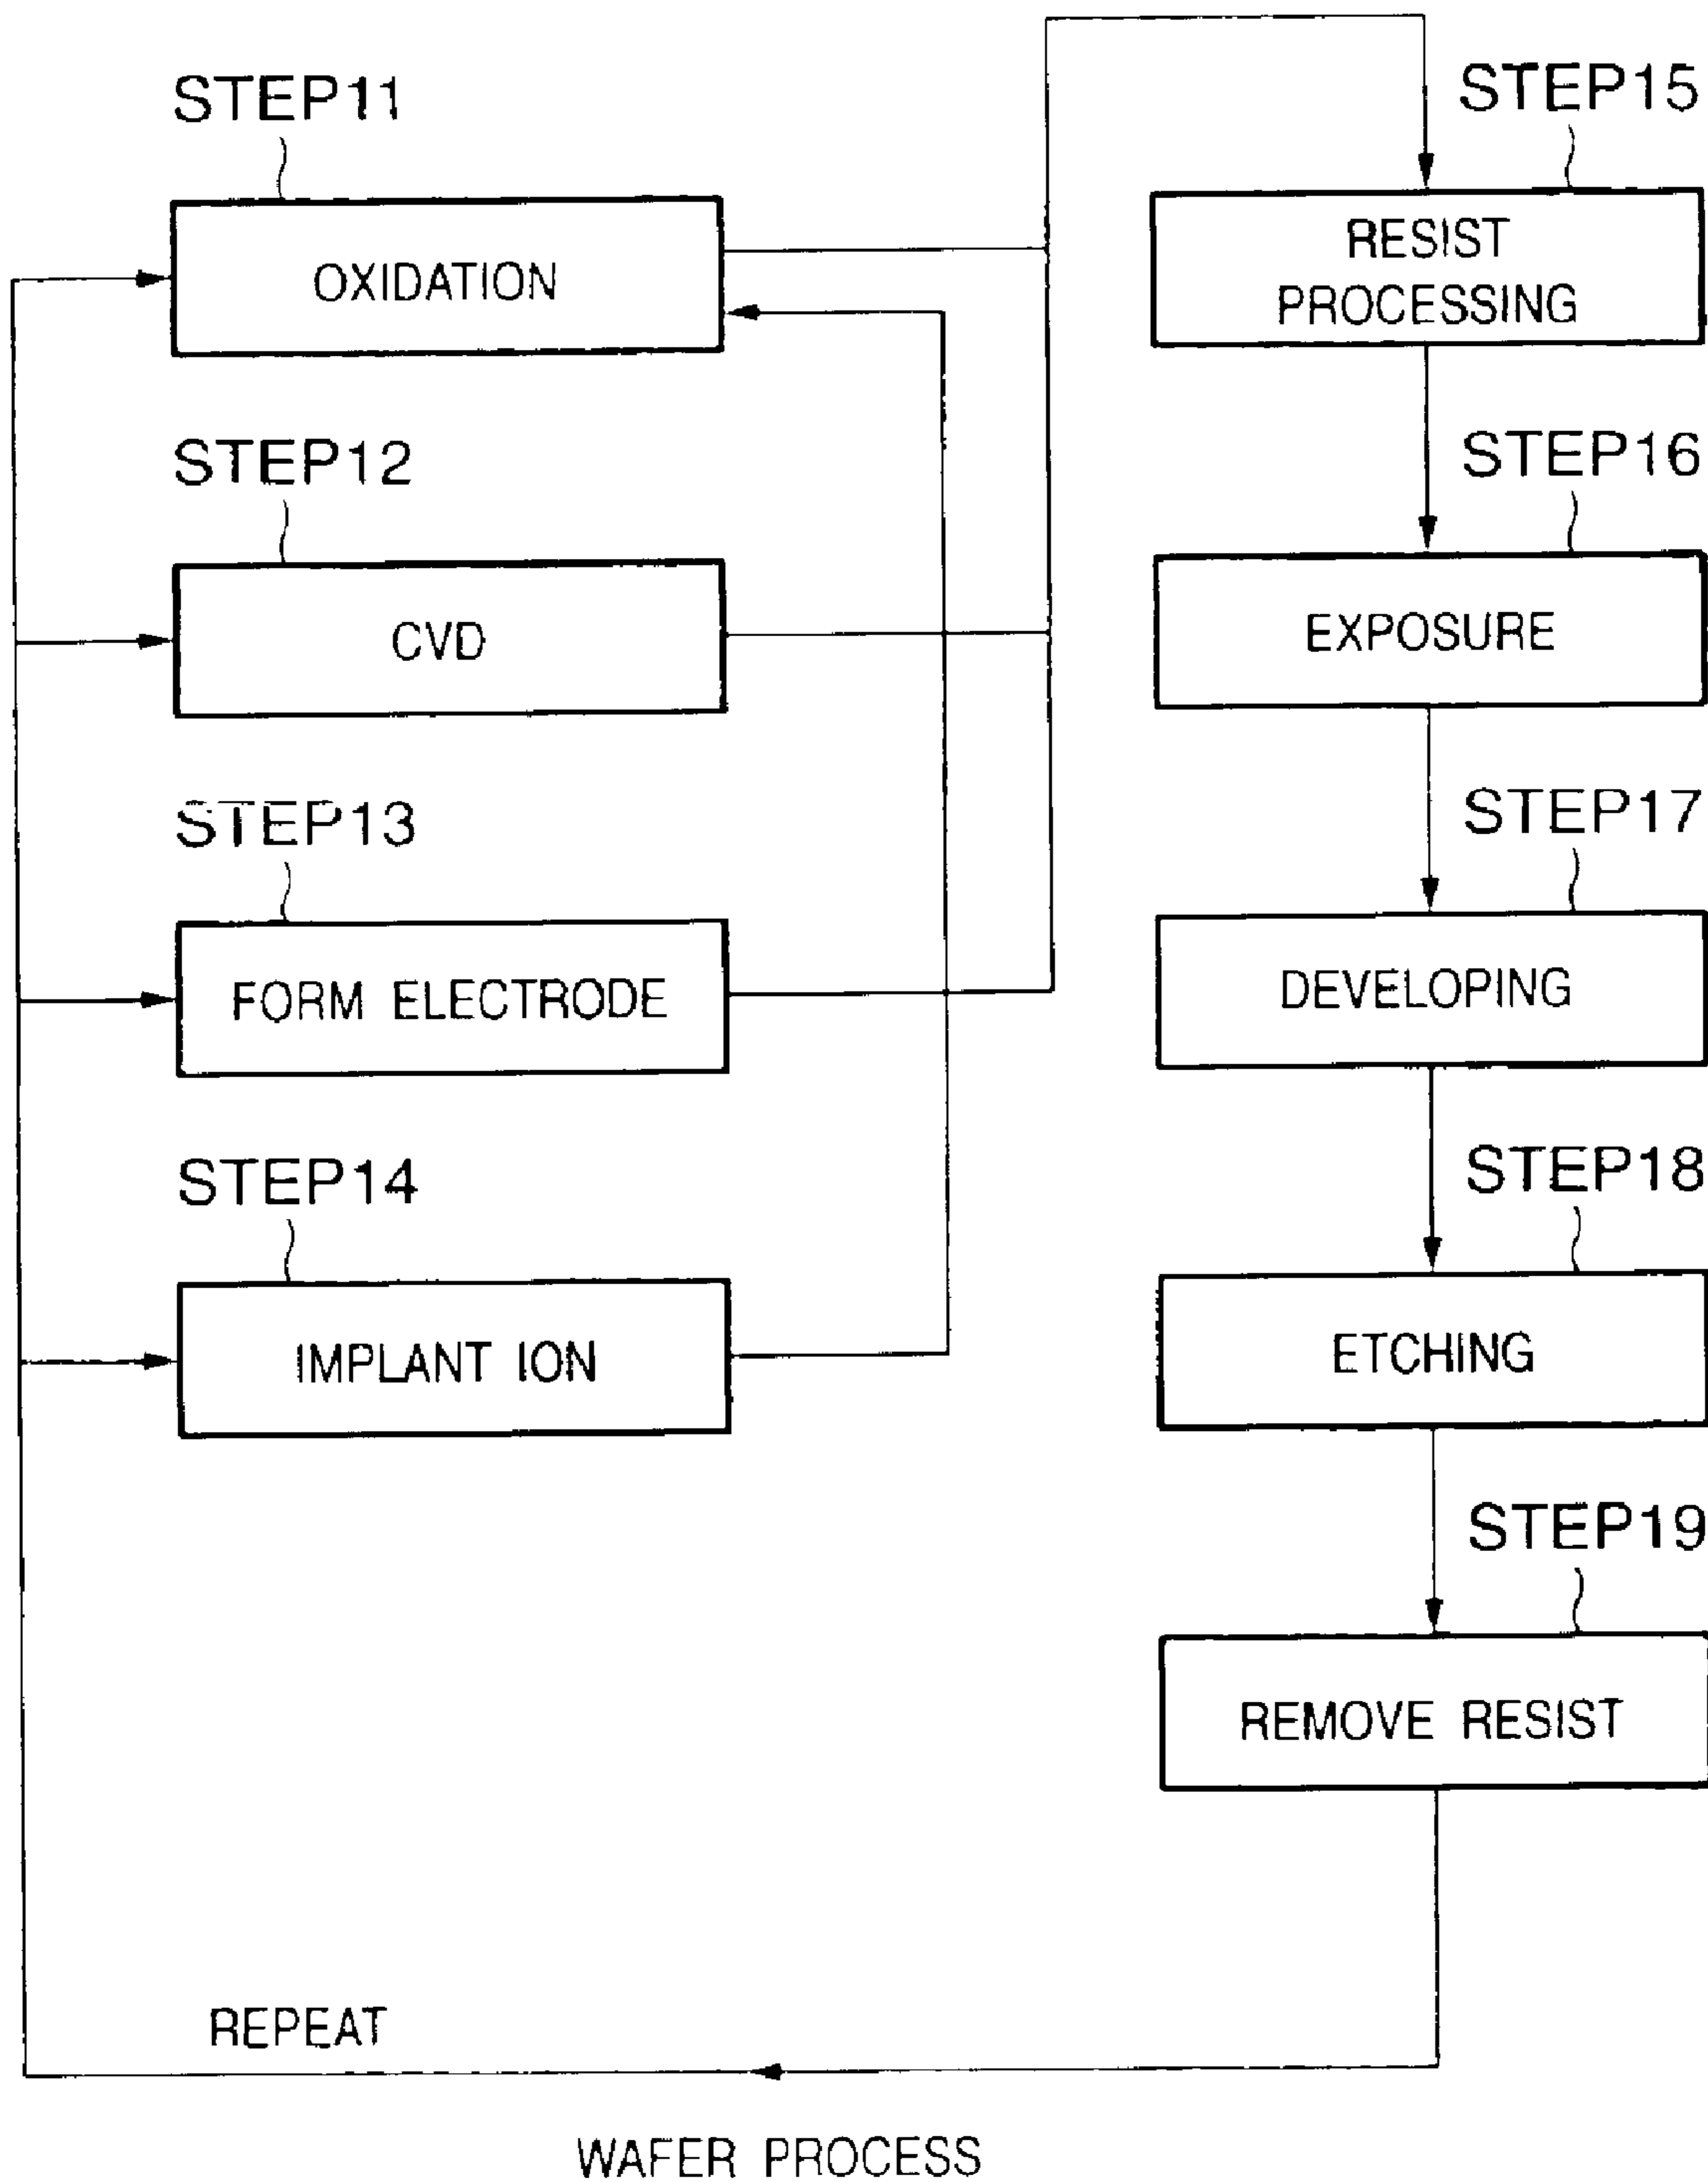 STEP11
OXIDATION
STEP12
CVD
STEP13
FORM ELECTRODE
STEP14
IMPLANT ION
STEP15
RESIST
PROCESSING
STEP16
EXPOSURE
STEP17
DEVELOPING
STEP18
ETCHING
STEP19
REMOVE RESIST
REPEAT
WAFER PROCESS